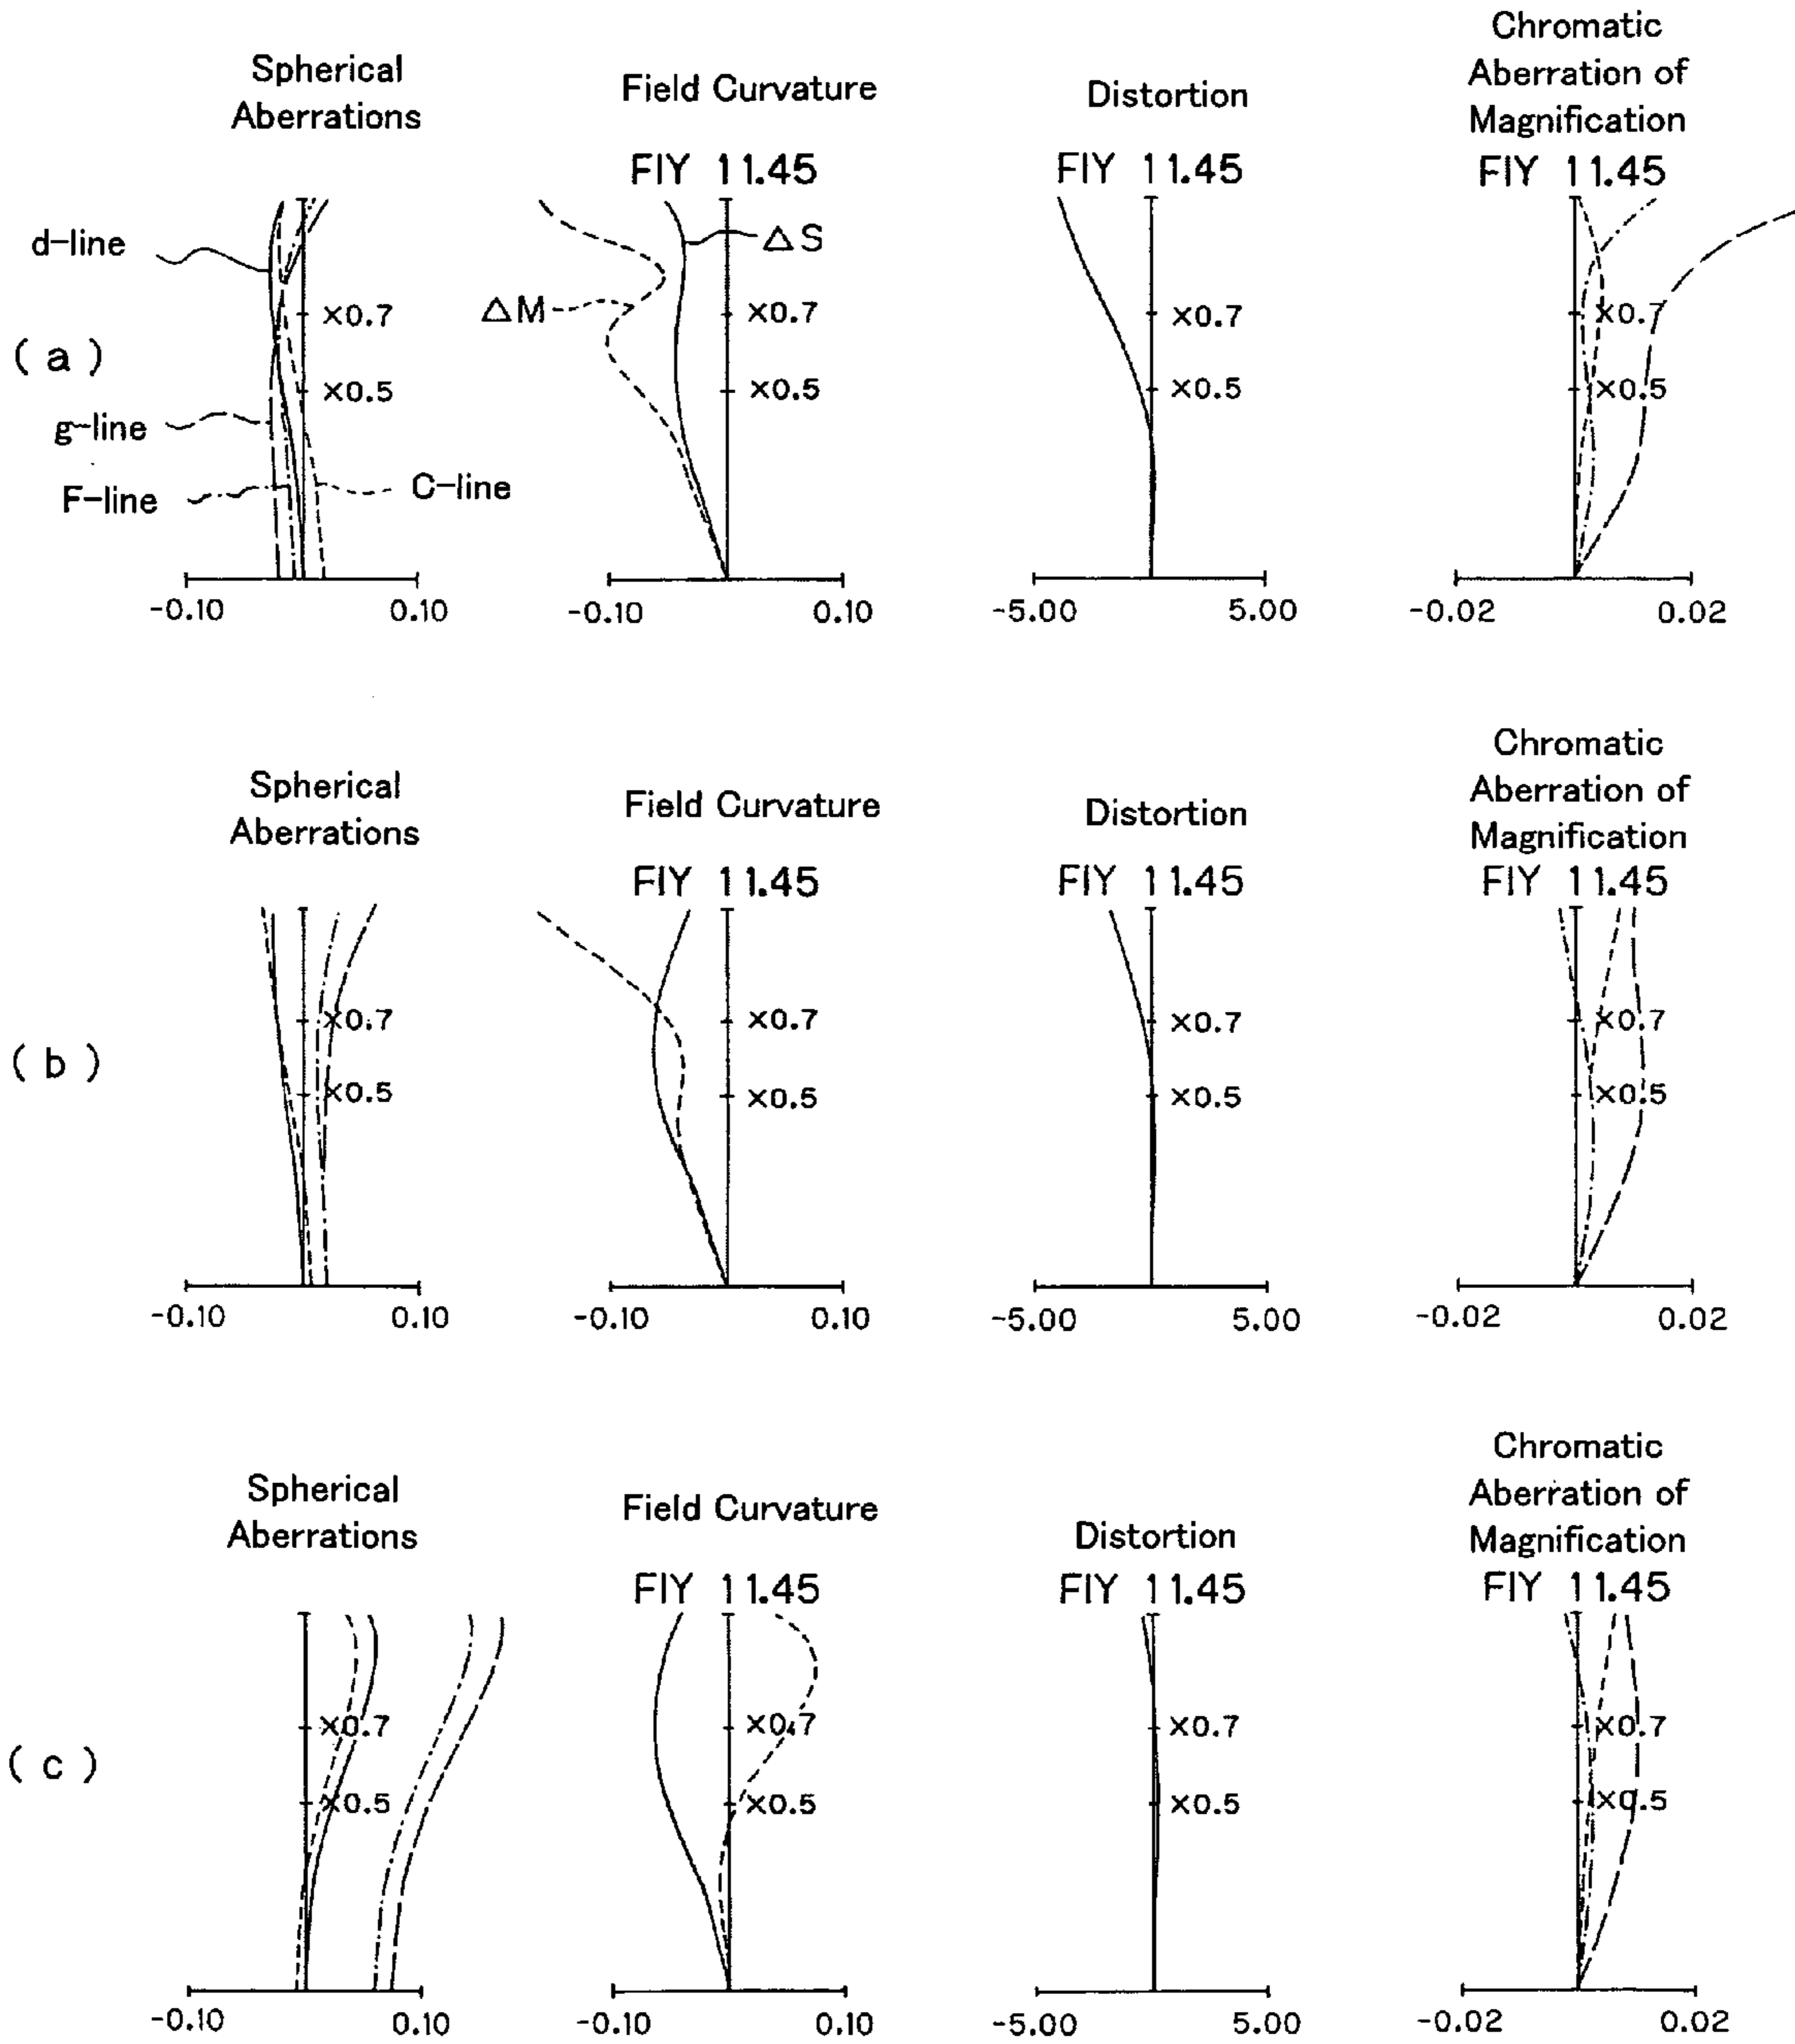 Spherical
Aberrations
Field Curvature
FIY 11.45
Distortion
FIY 11.45
Chromatic
Aberration of
Magnification
FIY 11.45
(a)
d-line
g-line
F-line
C-line
×0.7
×0.5
-0.10
0.10
ΔS
ΔM
×0.7
×0.5
-0.10
0.10
×0.7
×0.5
-5.00
5.00
×0.7
×0.5
-0.02
0.02
Spherical
Aberrations
Field Curvature
FIY 11.45
Distortion
FIY 11.45
Chromatic
Aberration of
Magnification
FIY 11.45
(b)
×0.7
×0.5
-0.10
0.10
×0.7
×0.5
-0.10
0.10
×0.7
×0.5
-5.00
5.00
×0.7
×0.5
-0.02
0.02
Spherical
Aberrations
Field Curvature
FIY 11.45
Distortion
FIY 11.45
Chromatic
Aberration of
Magnification
FIY 11.45
(c)
×0.7
×0.5
-0.10
0.10
×0.7
×0.5
-0.10
0.10
×0.7
×0.5
-5.00
5.00
×0.7
×0.5
-0.02
0.02